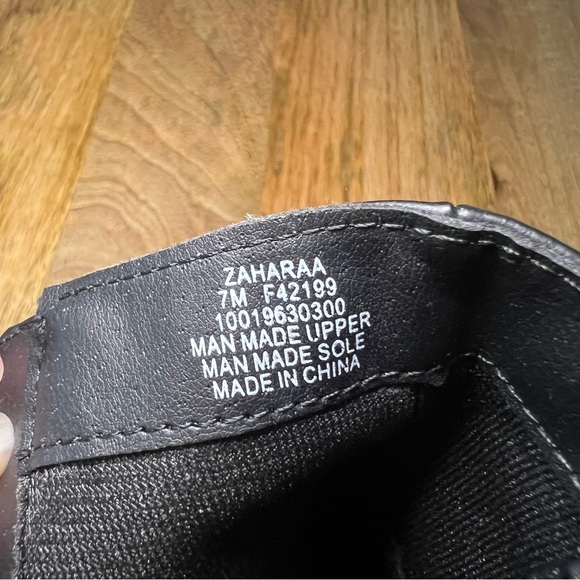 ZAHARAA
7M F42199
10019630300
MAN MADE UPPER
MAN MADE SOLE
MADE IN CHINA